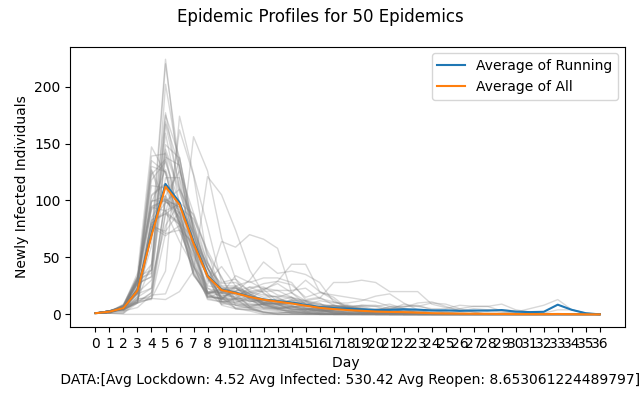 Epidemic Profiles for 50 Epidemics
Average of Running
Average of All
Newly Infected Individuals
200
150
100
50
0
0 1 2 3 4 5 6 7 8 9 10 11 12 13 14 15 16 17 18 19 20 21 22 23 24 25 26 27 28 29 30 31 32 33 34 35 36
Day
DATA:[Avg Lockdown: 4.52 Avg Infected: 530.42 Avg Reopen: 8.653061224489797]